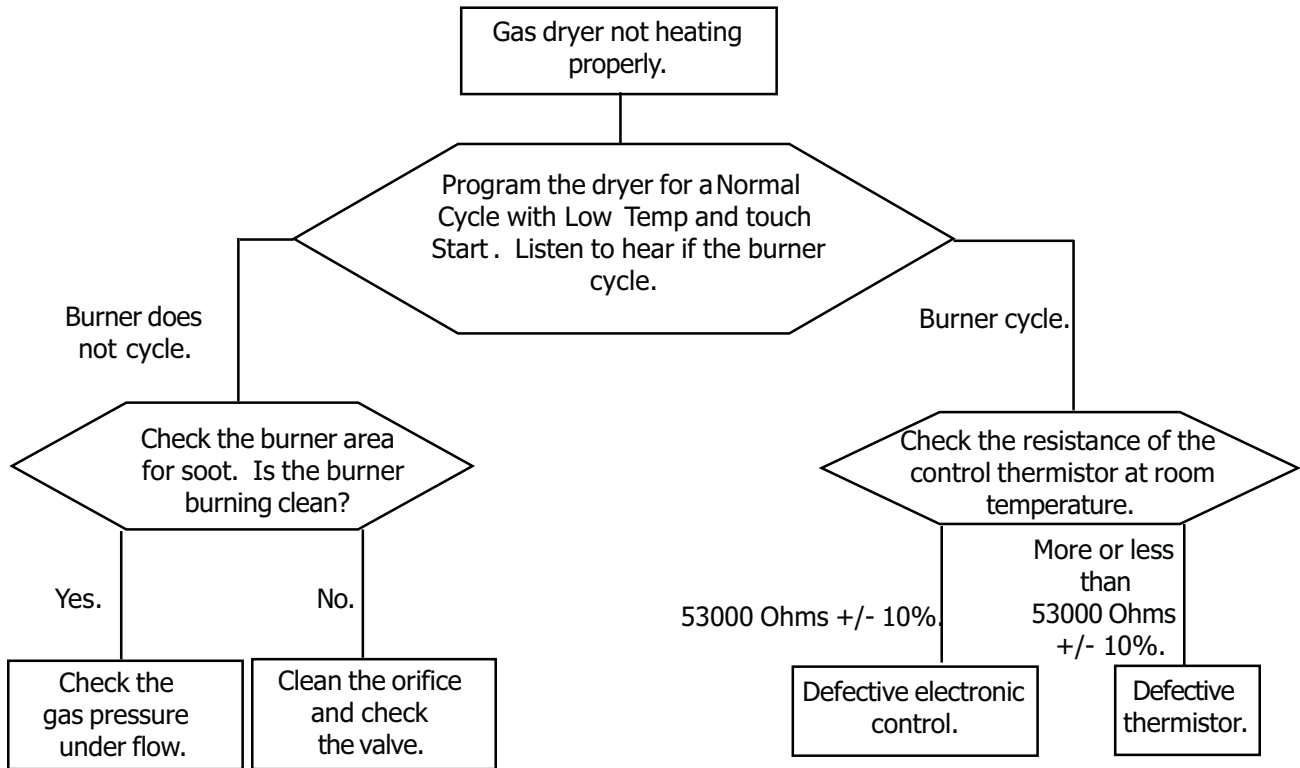 Gas dryer not heating
properly.
Program the dryer for a Normal
Cycle with Low Temp and touch
Start . Listen to hear if the burner
cycle.
Burner does
not cycle.
Burner cycle.
Check the burner area
for soot. Is the burner
burning clean?
Check the resistance of the
control thermistor at room
temperature.
Yes.
No.
53000 Ohms +/- 10%.
More or less
than
53000 Ohms
+/- 10%.
Check the
gas pressure
under flow.
Clean the orifice
and check
the valve.
Defective electronic
control.
Defective
thermistor.